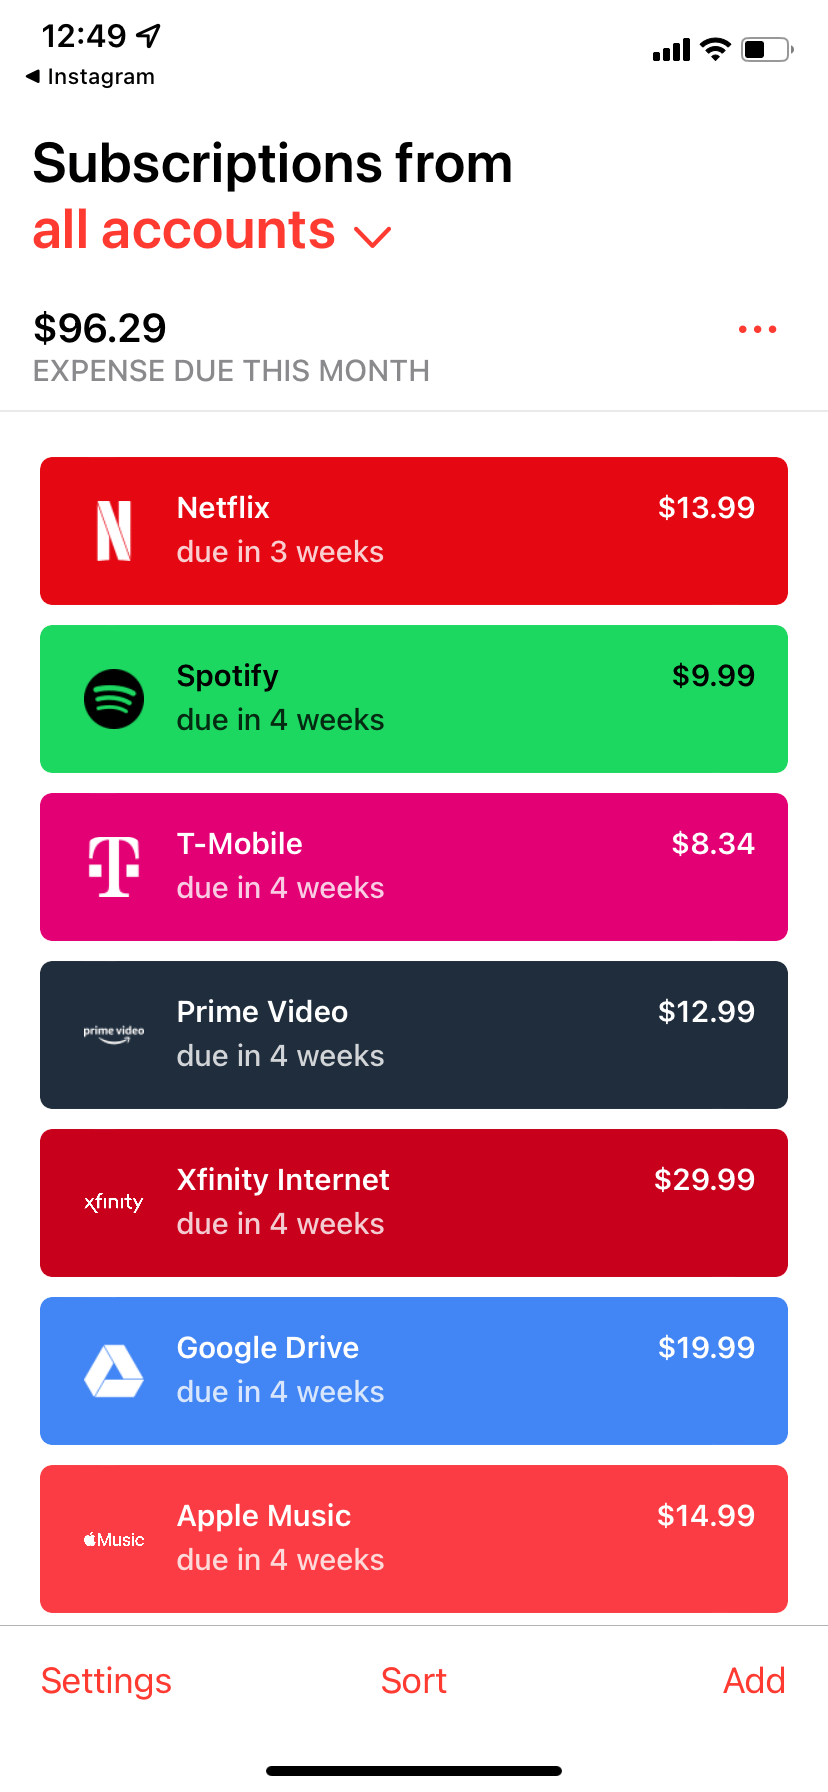 12:49
◀ Instagram
Subscriptions from
all accounts
$96.29
EXPENSE DUE THIS MONTH
Netflix $13.99
due in 3 weeks
Spotify $9.99
due in 4 weeks
T-Mobile $8.34
due in 4 weeks
prime video
Prime Video $12.99
due in 4 weeks
xfinity
Xfinity Internet $29.99
due in 4 weeks
Google Drive $19.99
due in 4 weeks
Music
Apple Music $14.99
due in 4 weeks
Settings Sort Add